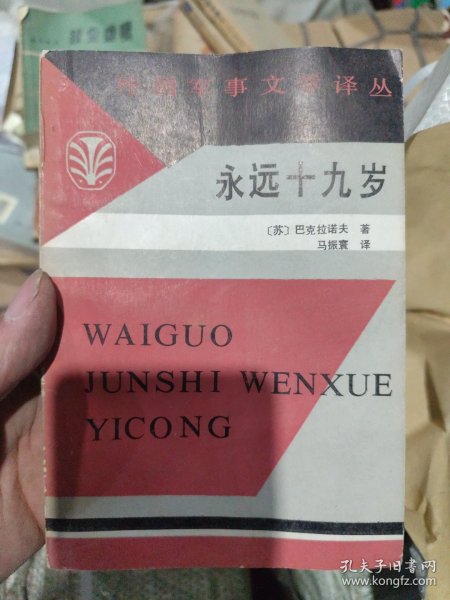 外国军事文学译丛
永远十九岁
〔苏〕巴克拉诺夫 著
马振寰 译
WAIGUO
JUNSHI WENXUE
YICONG
孔夫子旧书网
www.kongfz.com